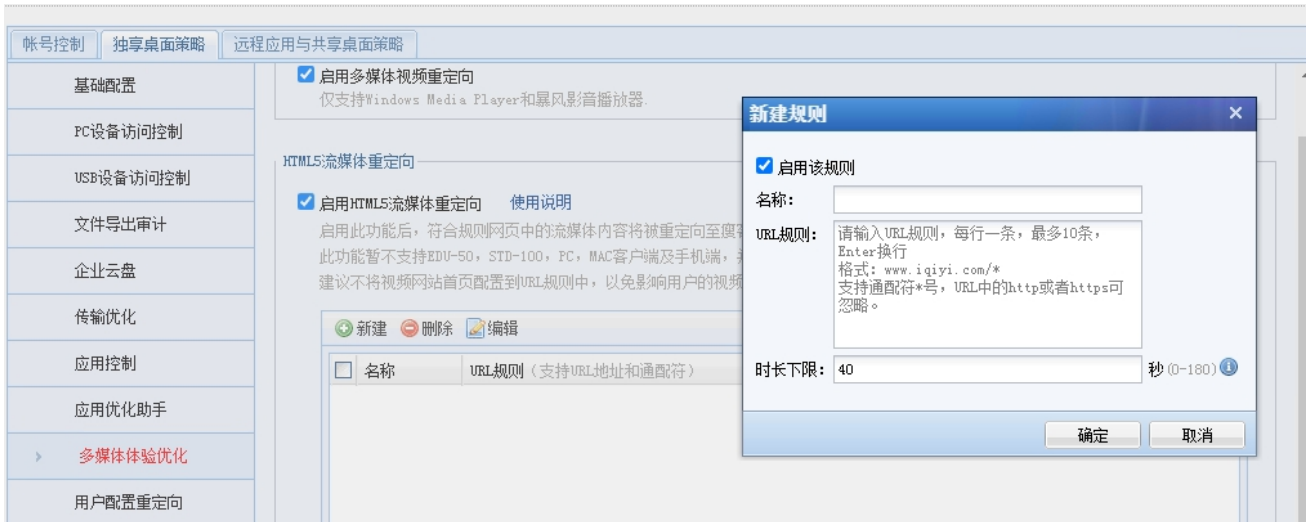 帐号控制
独享桌面策略
远程应用与共享桌面策略
基础配置
PC设备访问控制
USB设备访问控制
文件导出审计
企业云盘
传输优化
应用控制
应用优化助手
多媒体体验优化
用户配置重定向
启用多媒体视频重定向
仅支持Windows Media Player和暴风影音播放器.
HTML5流媒体重定向
启用HTML5流媒体重定向 使用说明
启用此功能后，符合规则网页中的流媒体内容将被重定向至
此功能暂不支持EDU-50，STD-100，PC，MAC客户端及手机端，
建议不将视频网站首页配置到URL规则中，以免影响用户的视频
新建 删除 编辑
名称 URL规则（支持URL地址和通配符）
新建规则
启用该规则
名称：
URL规则：
请输入URL规则，每行一条，最多10条，
Enter换行
格式：www.iqiyi.com/*
支持通配符*号，URL中的http或者https可
忽略。
时长下限： 40 秒(0-180)
确定 取消